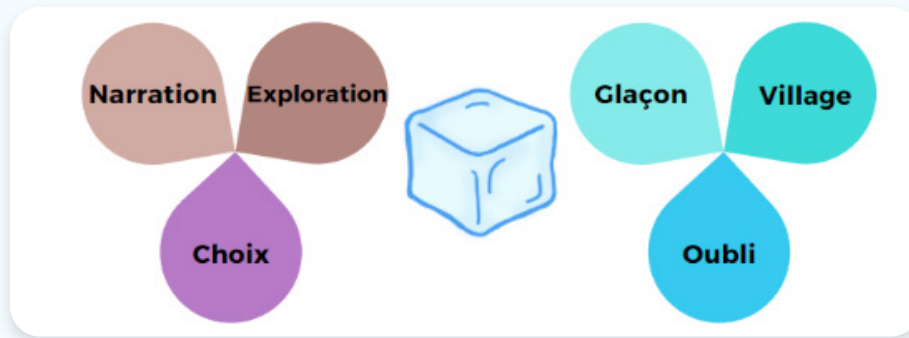 Narration
Exploration
Choix
Glaçon
Village
Oubli